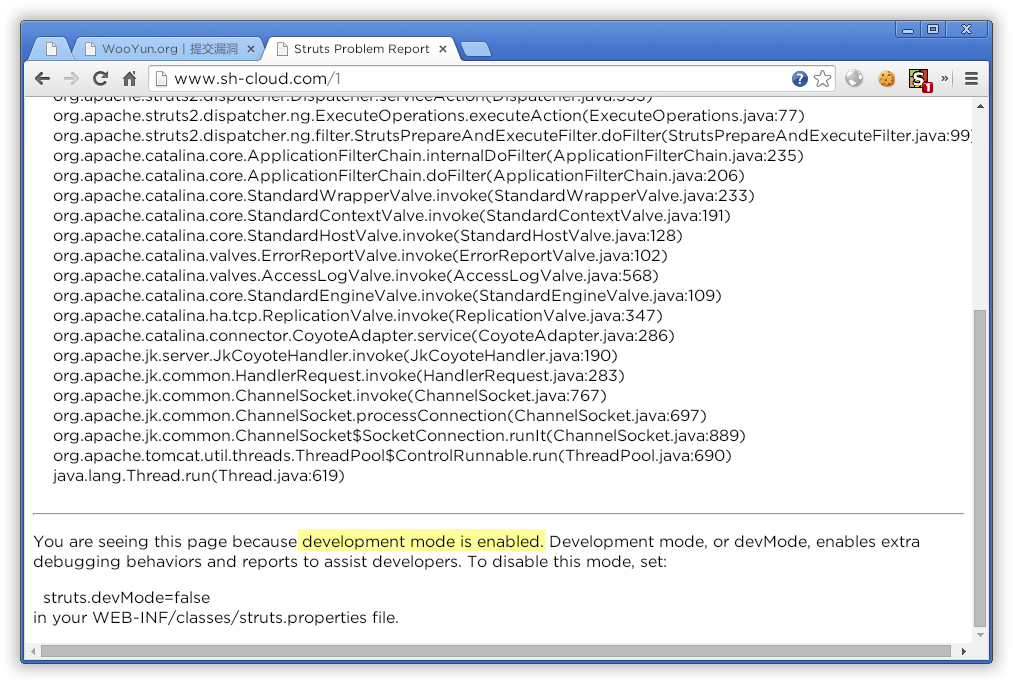 WooYun.org | 提交漏洞
Struts Problem Report
www.sh-cloud.com/1
1
org.apache.struts2.dispatcher.Dispatcher.serviceAction(Dispatcher.java:
org.apache.struts2.dispatcher.ng.ExecuteOperations.executeAction(ExecuteOperations.java:77)
org.apache.struts2.dispatcher.ng.filter.StrutsPrepareAndExecuteFilter.doFilter(StrutsPrepareAndExecuteFilter.java:99)
org.apache.catalina.core.ApplicationFilterChain.internalDoFilter(ApplicationFilterChain.java:235)
org.apache.catalina.core.ApplicationFilterChain.doFilter(ApplicationFilterChain.java:206)
org.apache.catalina.core.StandardWrapperValve.invoke(StandardWrapperValve.java:233)
org.apache.catalina.core.StandardContextValve.invoke(StandardContextValve.java:191)
org.apache.catalina.core.StandardHostValve.invoke(StandardHostValve.java:128)
org.apache.catalina.valves.ErrorReportValve.invoke(ErrorReportValve.java:102)
org.apache.catalina.valves.AccessLogValve.invoke(AccessLogValve.java:568)
org.apache.catalina.core.StandardEngineValve.invoke(StandardEngineValve.java:109)
org.apache.catalina.ha.tcp.ReplicationValve.invoke(ReplicationValve.java:347)
org.apache.catalina.connector.CoyoteAdapter.service(CoyoteAdapter.java:286)
org.apache.jk.server.JkCoyoteHandler.invoke(JkCoyoteHandler.java:190)
org.apache.jk.common.HandlerRequest.invoke(HandlerRequest.java:283)
org.apache.jk.common.ChannelSocket.invoke(ChannelSocket.java:767)
org.apache.jk.common.ChannelSocket.processConnection(ChannelSocket.java:697)
org.apache.jk.common.ChannelSocket$SocketConnection.runIt(ChannelSocket.java:889)
org.apache.tomcat.util.threads.ThreadPool$ControlRunnable.run(ThreadPool.java:690)
java.lang.Thread.run(Thread.java:619)
You are seeing this page because development mode is enabled. Development mode, or devMode, enables extra
debugging behaviors and reports to assist developers. To disable this mode, set:
struts.devMode=false
in your WEB-INF/classes/struts.properties file.